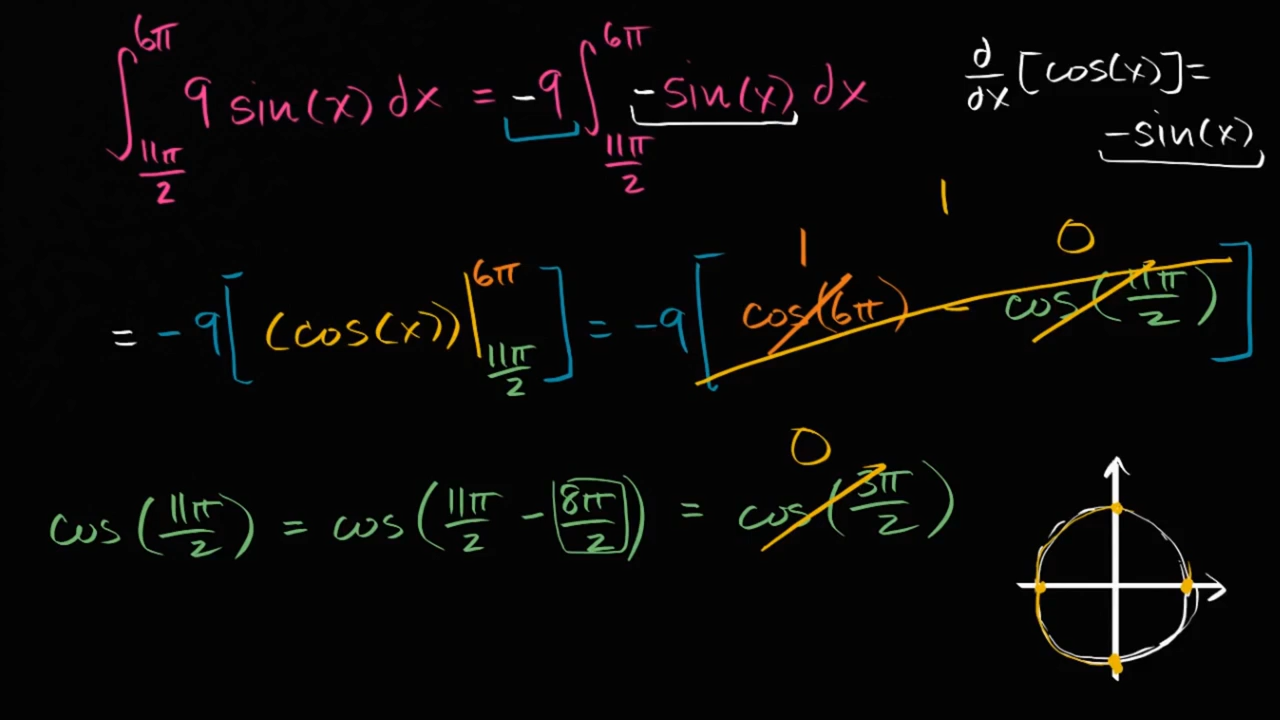 ∫_{11π/2}^{6π} 9 sin(x) dx = -9 ∫_{11π/2}^{6π} -sin(x) dx
d/dx [cos(x)] =
-sin(x)
1
1 0
= -9 [ (cos(x)) |_{11π/2}^{6π} ] = -9 [ cos(6π) - cos(11π/2) ]
0
cos(11π/2) = cos(11π/2 - 8π/2) = cos(3π/2)